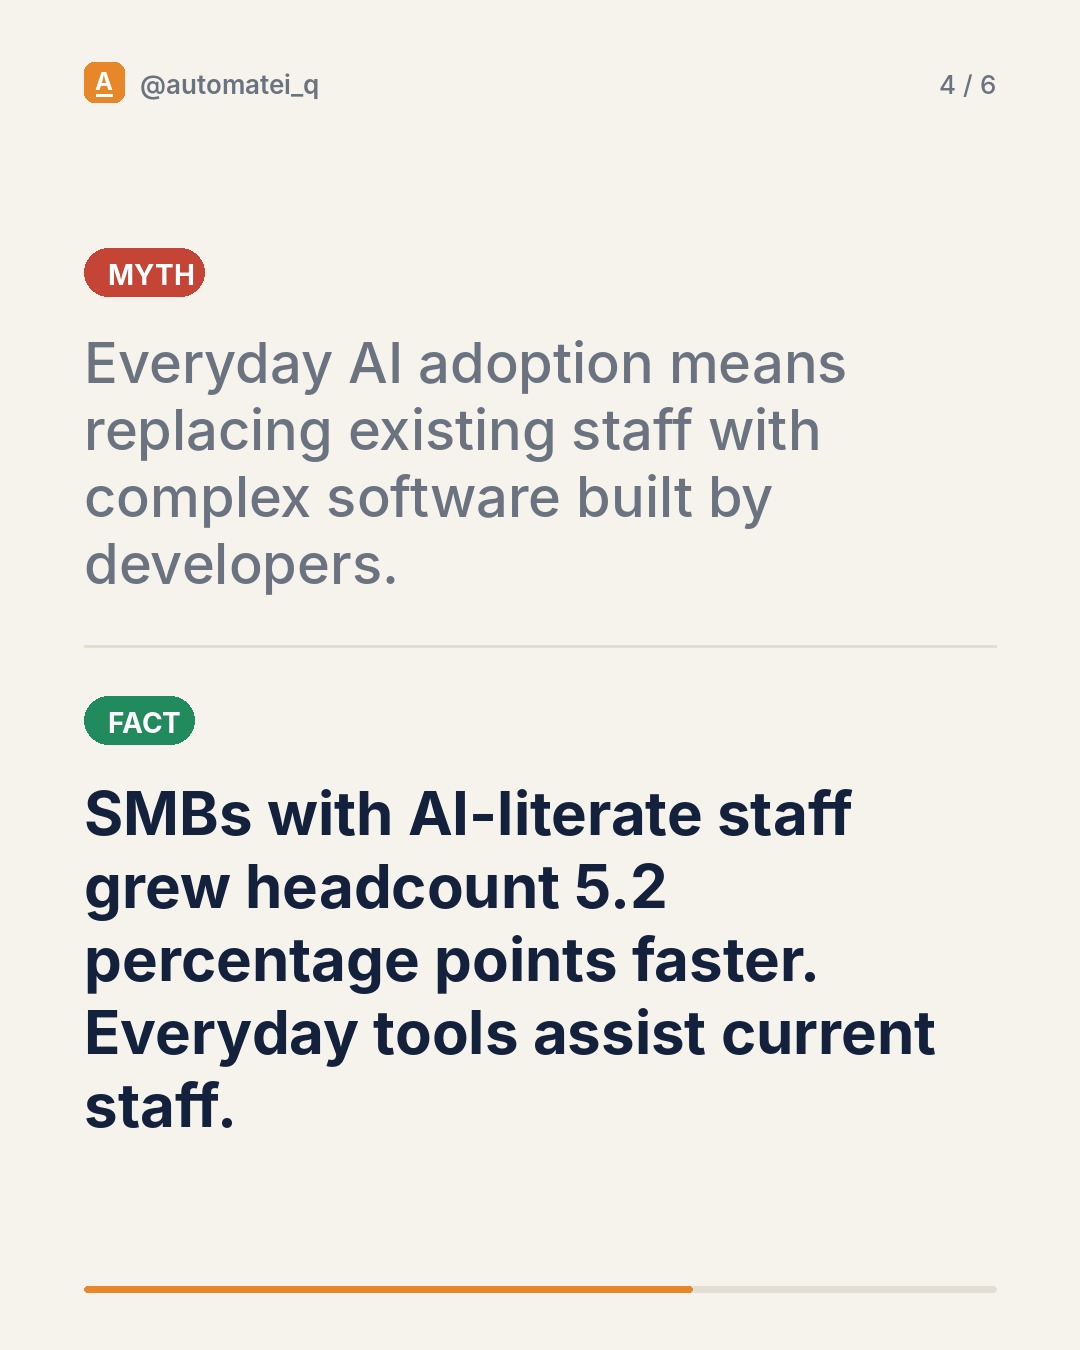 A @automatei_q
4 / 6
MYTH
Everyday AI adoption means
replacing existing staff with
complex software built by
developers.
FACT
SMBs with AI-literate staff
grew headcount 5.2
percentage points faster.
Everyday tools assist current
staff.